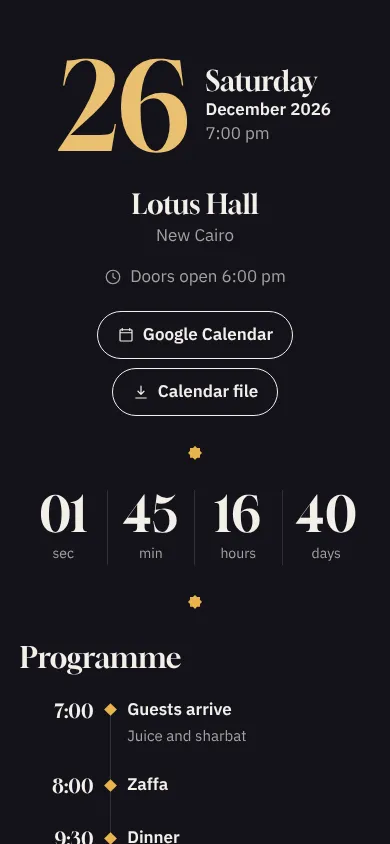 26
Saturday
December 2026
7:00 pm
Lotus Hall
New Cairo
Doors open 6:00 pm
Google Calendar
Calendar file
01 45 16 40
sec min hours days
Programme
7:00 Guests arrive
Juice and sharbat
8:00 Zaffa
9:30 Dinner